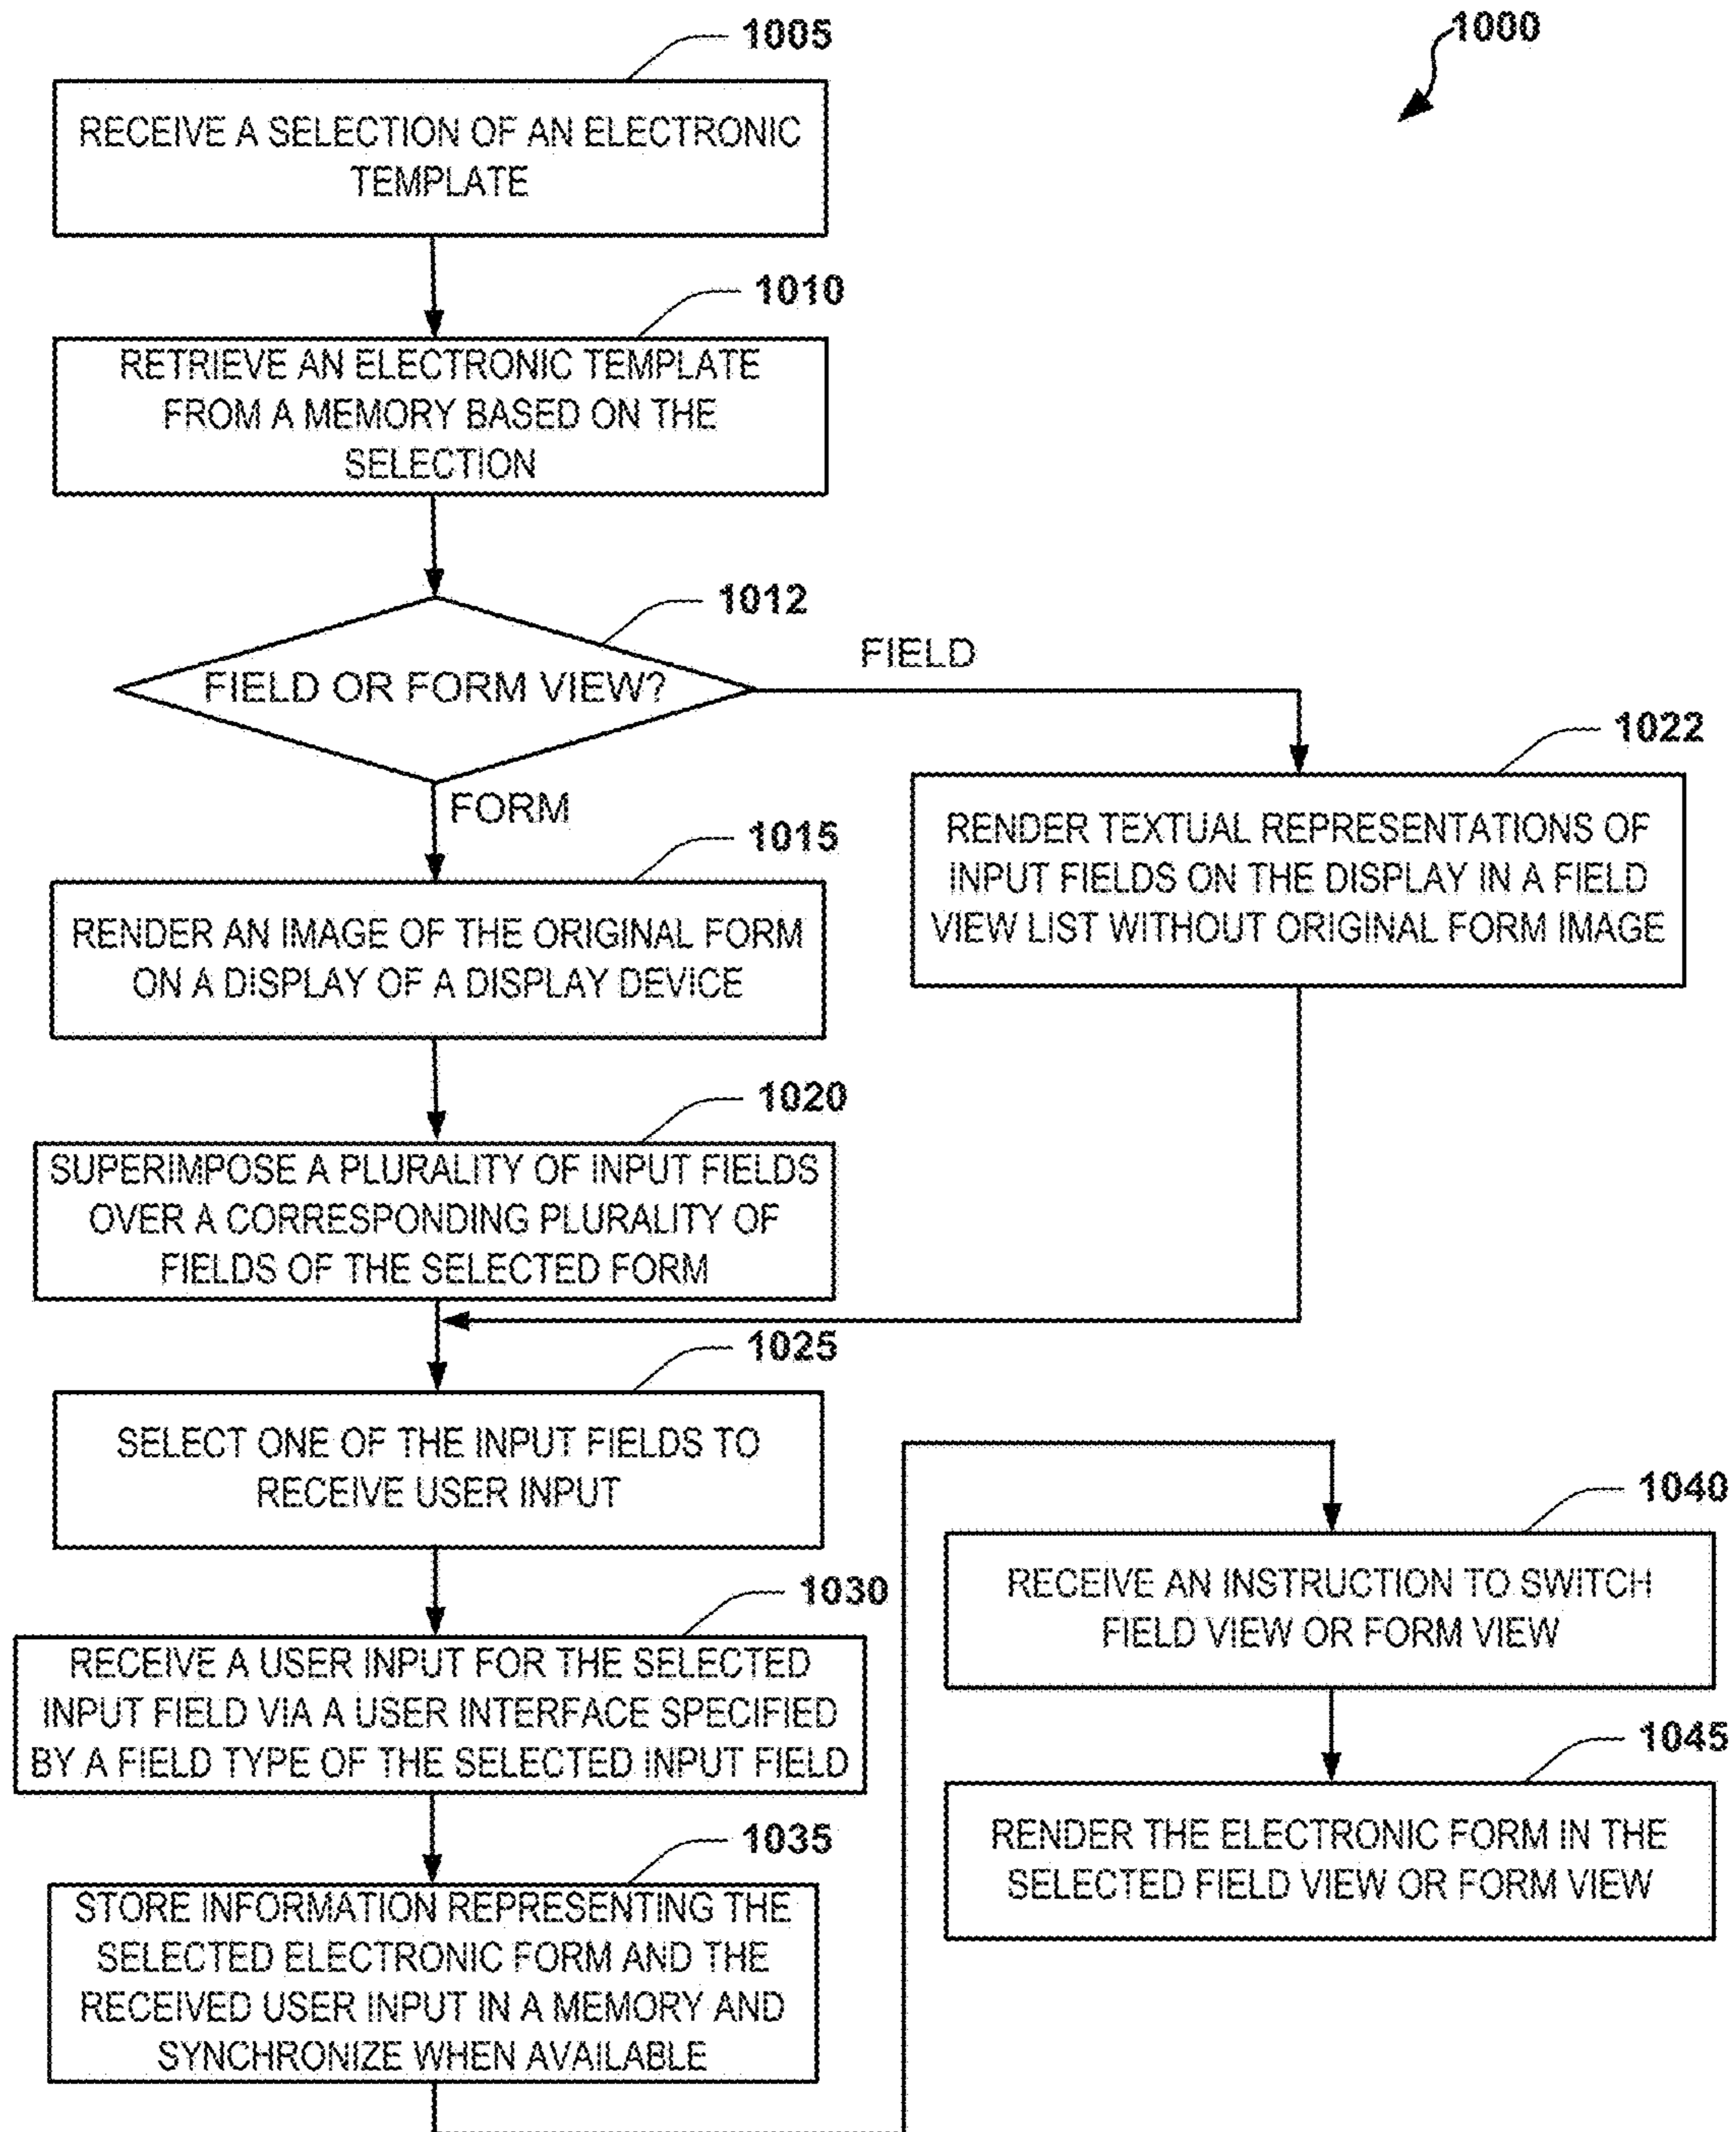 1000
1005
RECEIVE A SELECTION OF AN ELECTRONIC
TEMPLATE
1010
RETRIEVE AN ELECTRONIC TEMPLATE
FROM A MEMORY BASED ON THE
SELECTION
1012
FIELD OR FORM VIEW?
FIELD
FORM
1022
RENDER TEXTUAL REPRESENTATIONS OF
INPUT FIELDS ON THE DISPLAY IN A FIELD
VIEW LIST WITHOUT ORIGINAL FORM IMAGE
1015
RENDER AN IMAGE OF THE ORIGINAL FORM
ON A DISPLAY OF A DISPLAY DEVICE
1020
SUPERIMPOSE A PLURALITY OF INPUT FIELDS
OVER A CORRESPONDING PLURALITY OF
FIELDS OF THE SELECTED FORM
1025
SELECT ONE OF THE INPUT FIELDS TO
RECEIVE USER INPUT
1030
RECEIVE A USER INPUT FOR THE SELECTED
INPUT FIELD VIA A USER INTERFACE SPECIFIED
BY A FIELD TYPE OF THE SELECTED INPUT FIELD
1035
STORE INFORMATION REPRESENTING THE
SELECTED ELECTRONIC FORM AND THE
RECEIVED USER INPUT IN A MEMORY AND
SYNCHRONIZE WHEN AVAILABLE
1040
RECEIVE AN INSTRUCTION TO SWITCH
FIELD VIEW OR FORM VIEW
1045
RENDER THE ELECTRONIC FORM IN THE
SELECTED FIELD VIEW OR FORM VIEW